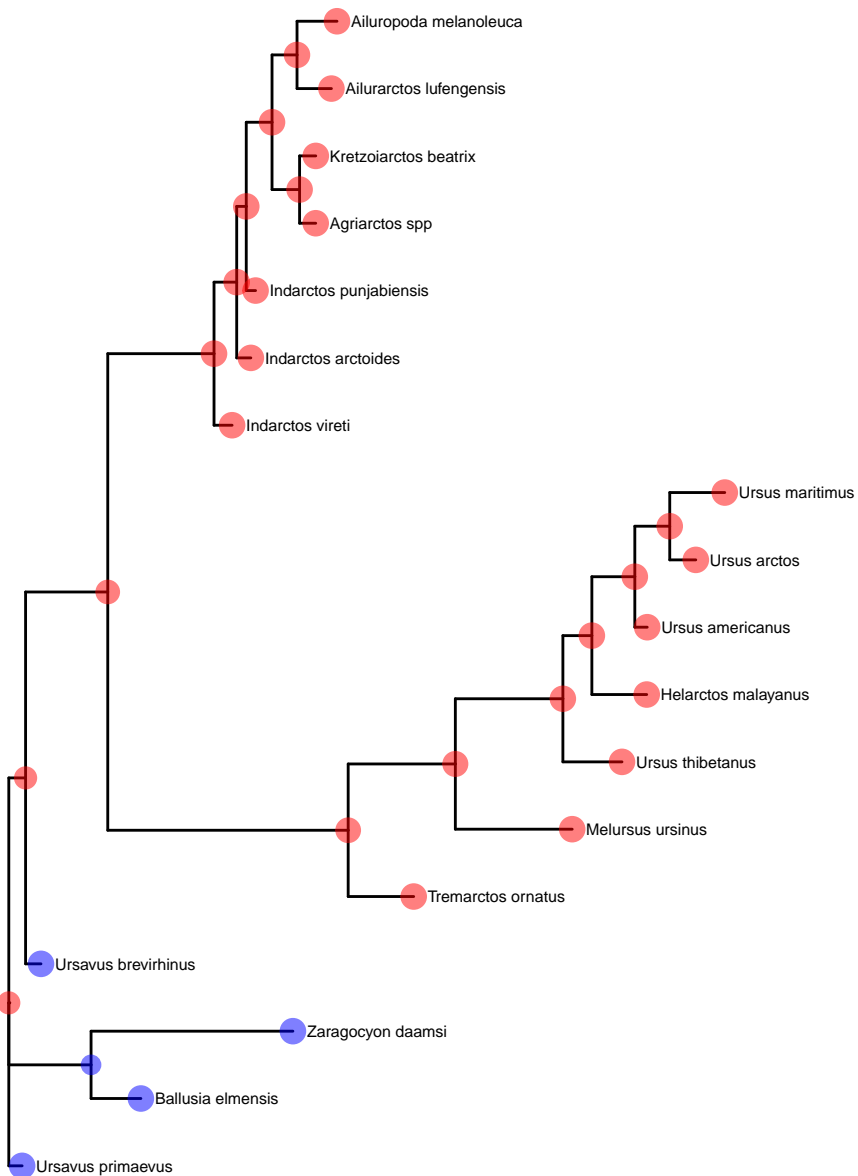 Ailuropoda melanoleuca
Ailurarctos lufengensis
Kretzoiarctos beatrix
Agriarctos spp
Indarctos punjabiensis
Indarctos arctoides
Indarctos vireti
Ursus maritimus
Ursus arctos
Ursus americanus
Helarctos malayanus
Ursus thibetanus
Melursus ursinus
Tremarctos ornatus
Ursavus brevirhinus
Zaragocyon daamsi
Ballusia elmensis
Ursavus primaevus